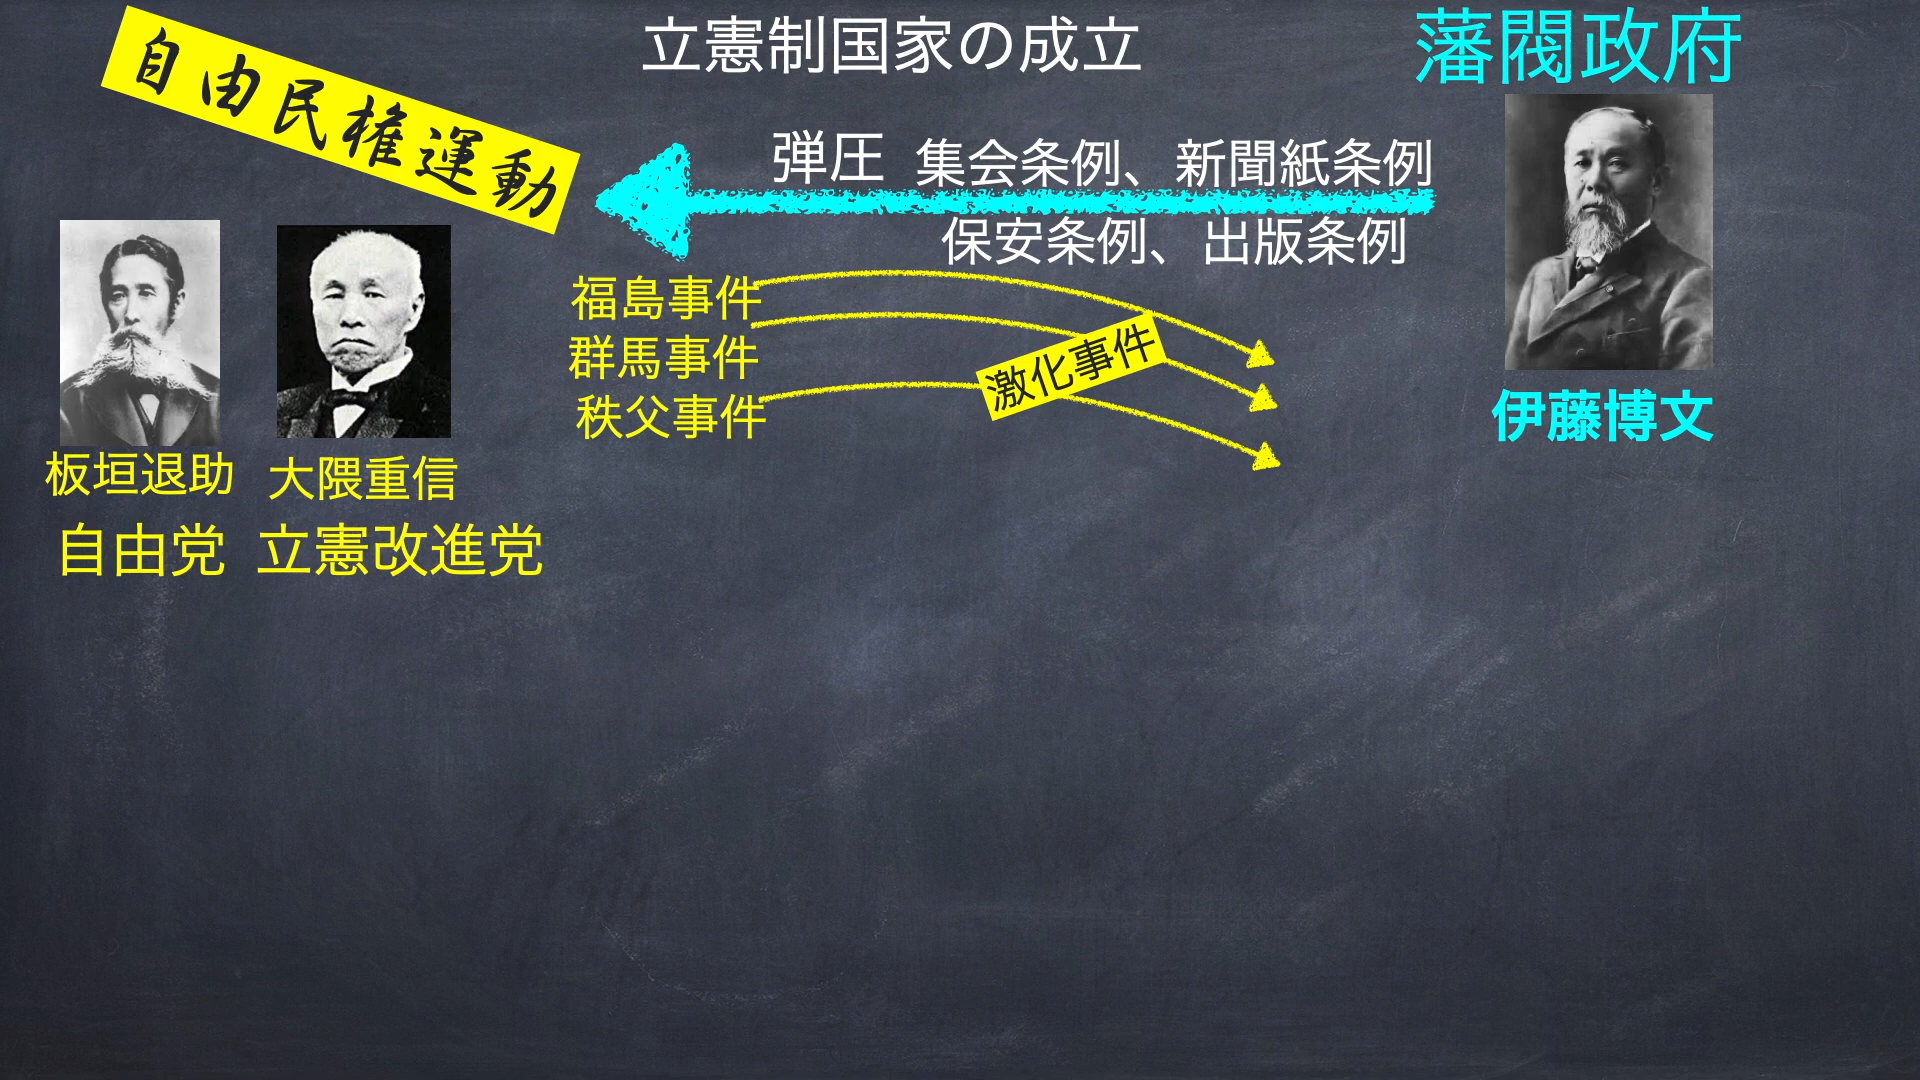 立憲制国家の成立
藩閥政府
自由民権運動
弾圧 集会条例、新聞紙条例
保安条例、出版条例
福島事件
群馬事件
秩父事件
激化事件
伊藤博文
板垣退助 大隈重信
自由党 立憲改進党